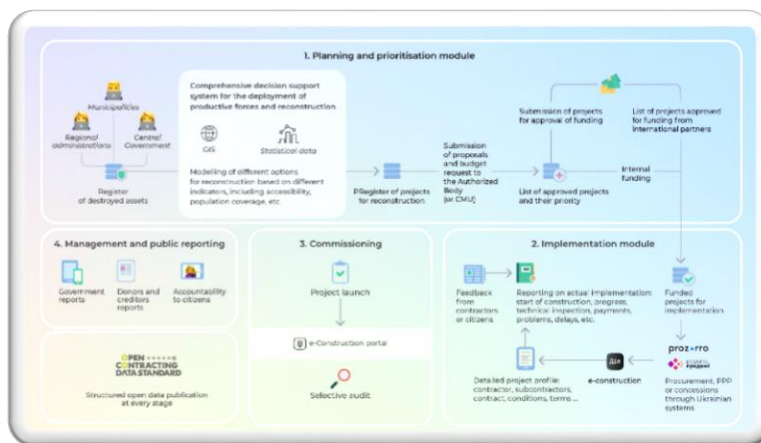 1. Planning and prioritisation module
Municipalities
Regional
administrations
Central
Government
Register
of destroyed assets
Comprehensive decision support
system for the deployment of
productive forces and reconstruction
GIS
Statistical data
Modelling of different options
for reconstruction based on different
indicators, including accessibility,
population coverage, etc.
PRegister of projects
for reconstruction
Submission
of proposals
and budget
request to
the Authorized
Body
(or CMU)
Submission of projects
for approval of funding
List of projects approved
for funding from
international partners
List of approved projects
and their priority
Internal
funding
4. Management and public reporting
Government
reports
Donors and
creditors
reports
Accountability
to citizens
OPEN
CONTRACTING
DATA STANDARD
Structured open data publication
at every stage
3. Commissioning
Project launch
e-Construction portal
Selective audit
2. Implementation module
Feedback
from
contractors
or citizens
Reporting on actual implementation:
start of construction, progress,
technical inspection, payments,
problems, delays, etc.
Funded
projects for
implementation
Detailed project profile:
contractor, subcontractors,
contract, conditions, terms ...
e-construction
prozorro
Procurement, PPP
or concessions
through Ukrainian
systems